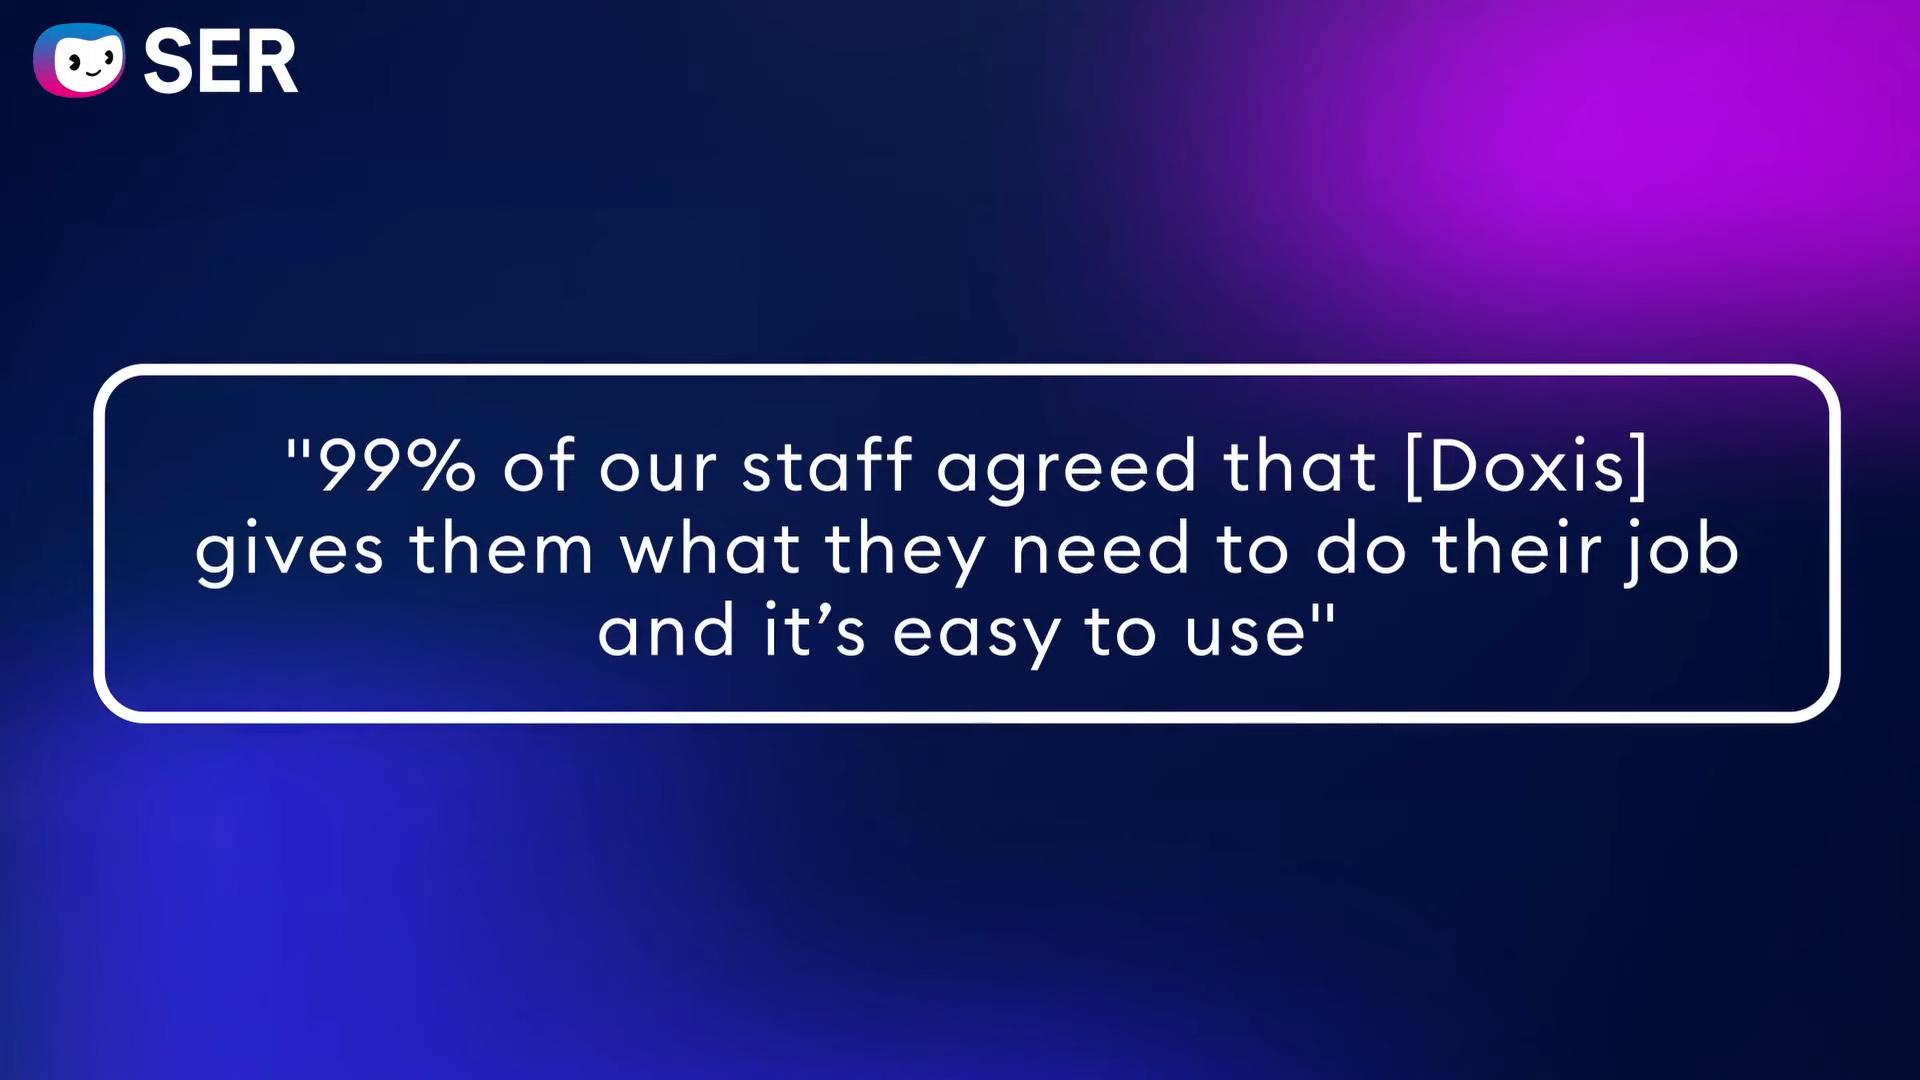 SER
"99% of our staff agreed that [Doxis]
gives them what they need to do their job
and it’s easy to use"